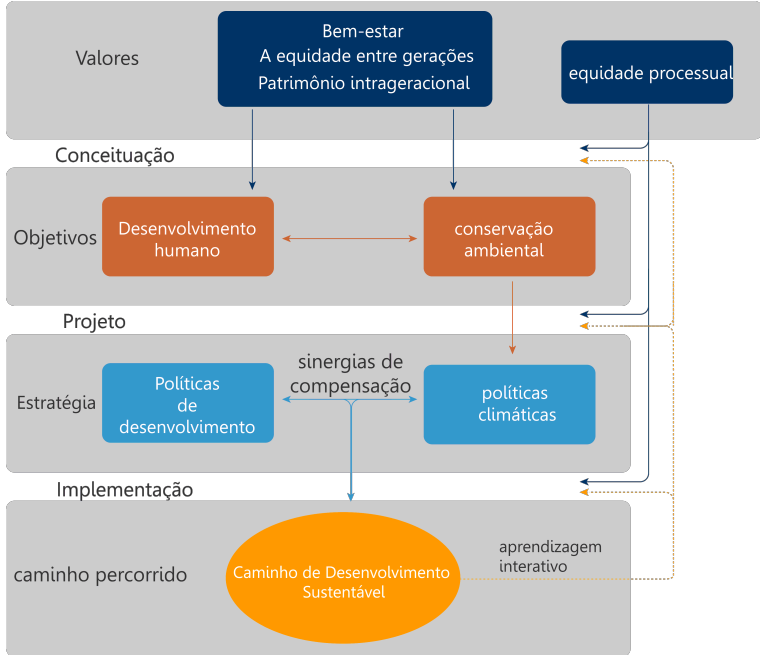 Valores
Bem-estar
A equidade entre gerações
Patrimônio intrageracional
equidade processual
Conceituação
Objetivos
Desenvolvimento
humano
conservação
ambiental
Projeto
Estratégia
Políticas
de
desenvolvimento
sinergias de
compensação
políticas
climáticas
Implementação
caminho percorrido
Caminho de Desenvolvimento
Sustentável
aprendizagem
interativo